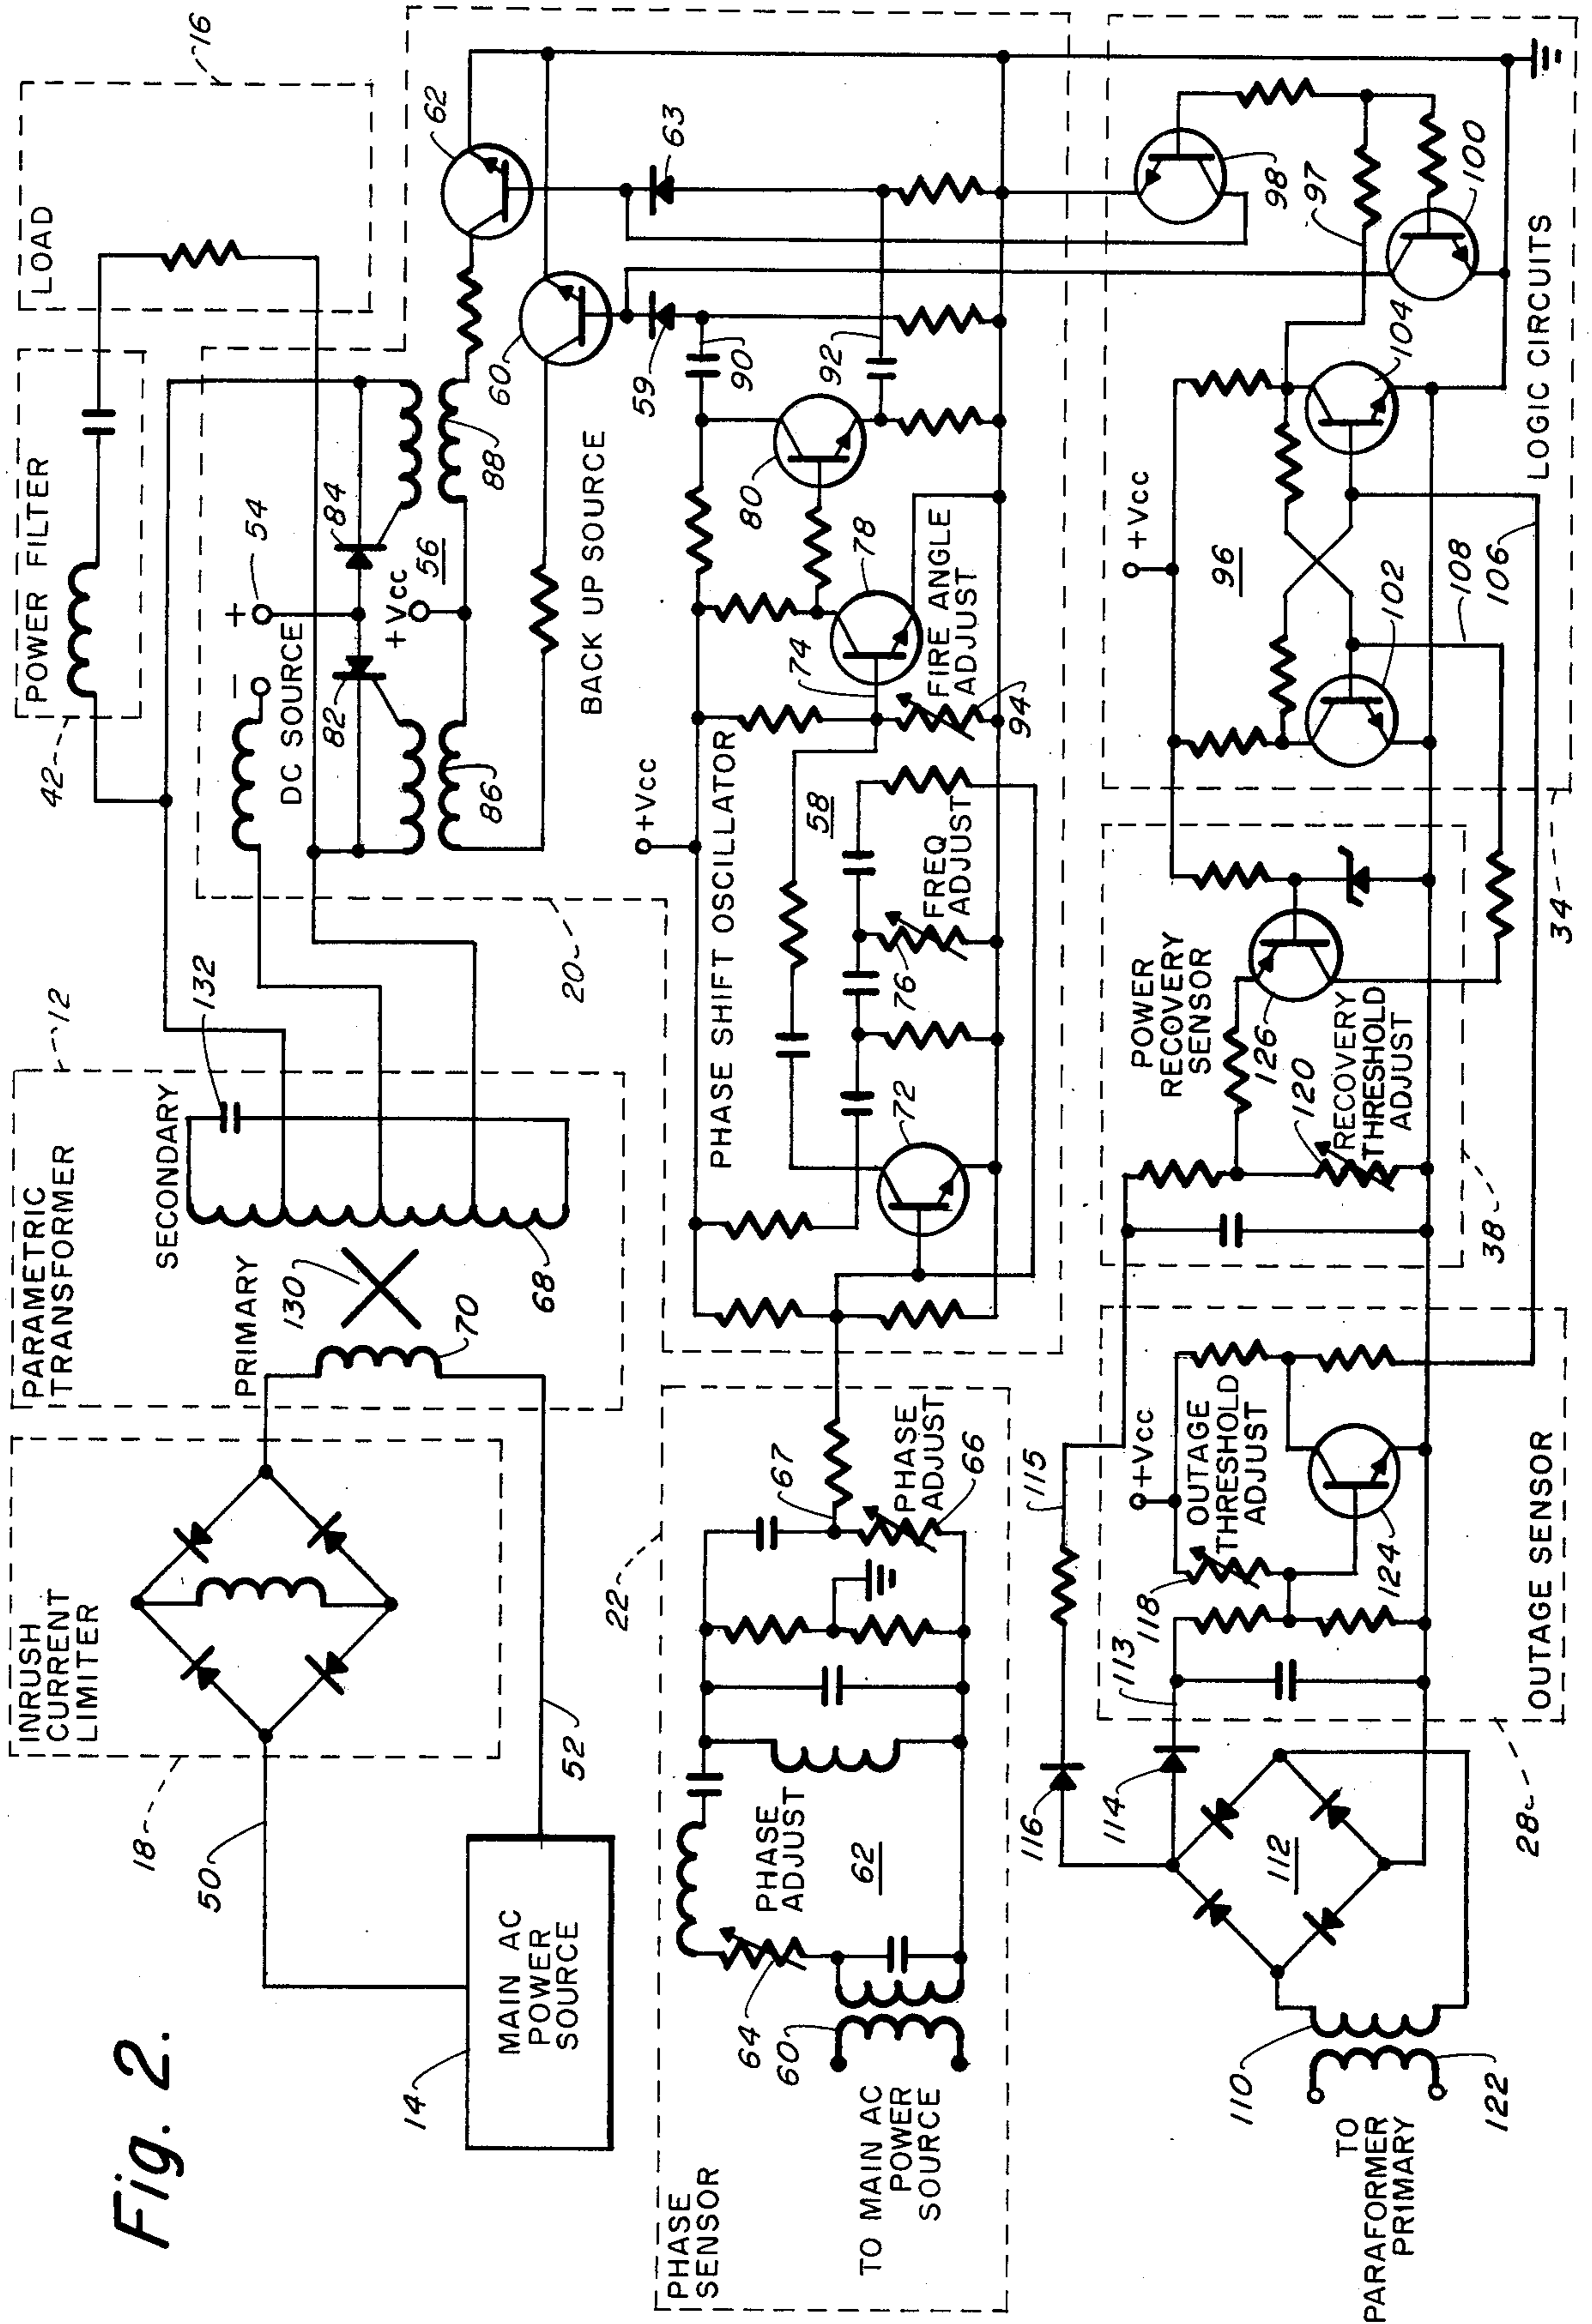 Fig. 2.
INRUSH
CURRENT
LIMITER
18
50
52
14
MAIN AC
POWER
SOURCE
PARAMETRIC
TRANSFORMER
12
PRIMARY
SECONDARY
130
70
68
132
POWER FILTER
42
LOAD
16
20
DC SOURCE
-
+
54
82
84
+Vcc
56
86
88
BACK UP SOURCE
60
62
59
63
PHASE
SENSOR
22
TO MAIN AC
POWER
SOURCE
60
64
PHASE
ADJUST
62
67
PHASE
ADJUST
66
PHASE SHIFT OSCILLATOR
+Vcc
72
76
FREQ
ADJUST
58
74
FIRE ANGLE
ADJUST
94
78
80
90
92
TO
PARAFORMER
PRIMARY
110
122
112
116
114
115
113
28
OUTAGE SENSOR
118
OUTAGE
THRESHOLD
ADJUST
+Vcc
124
38
POWER
RECOVERY
SENSOR
126
120
RECOVERY
THRESHOLD
ADJUST
34
LOGIC CIRCUITS
+Vcc
96
102
104
108
106
97
98
100